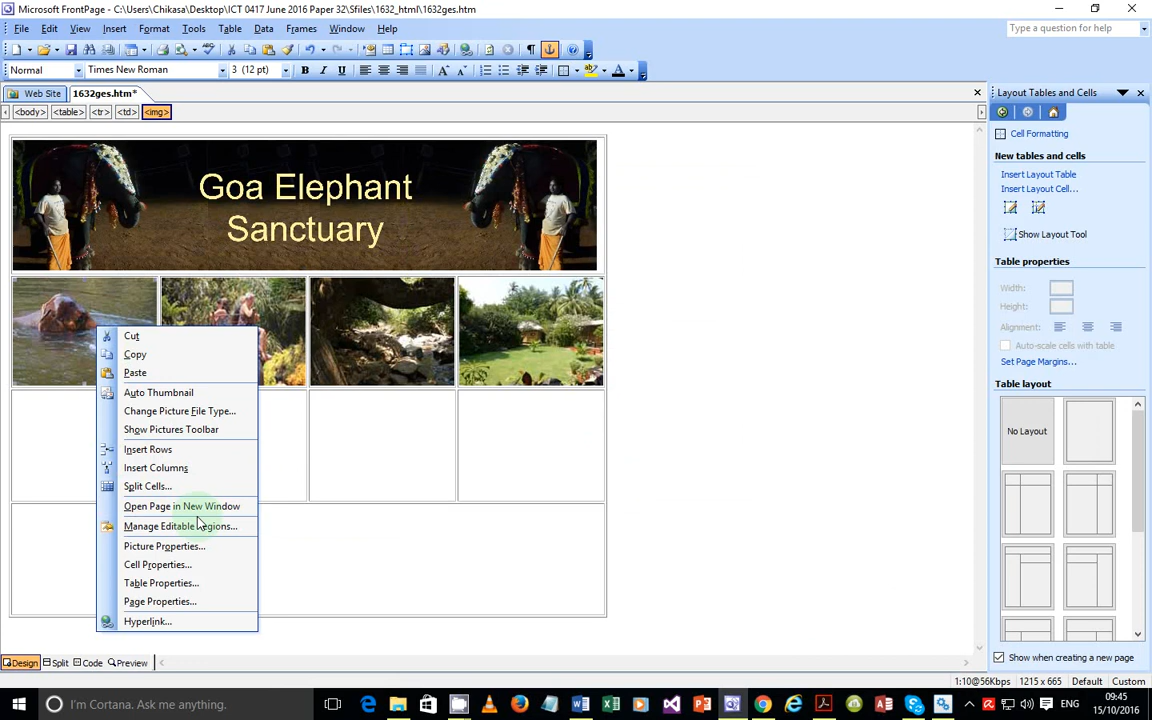 Microsoft FrontPage - C:\Users\Chikasa\Desktop\ICT 0417 June 2016 Paper 32\Sfiles\1632_html\1632ges.htm
File Edit View Insert Format Tools Table Data Frames Window Help
Type a question for help
Normal Times New Roman 3 (12 pt) B I U A A ab A
Web Site 1632ges.htm*
<body> <table> <tr> <td> <img>
Goa Elephant
Sanctuary
Cut
Copy
Paste
Auto Thumbnail
Change Picture File Type...
Show Pictures Toolbar
Insert Rows
Insert Columns
Split Cells...
Open Page in New Window
Manage Editable Regions...
Picture Properties...
Cell Properties...
Table Properties...
Page Properties...
Hyperlink...
Layout Tables and Cells
Cell Formatting
New tables and cells
Insert Layout Table
Insert Layout Cell...
Show Layout Tool
Table properties
Width:
Height:
Alignment:
Auto-scale cells with table
Set Page Margins...
Table layout
No Layout
Show when creating a new page
Design Split Code Preview
1:10@56Kbps 1215 x 665 Default Custom
I'm Cortana. Ask me anything.
ENG
09:45
15/10/2016